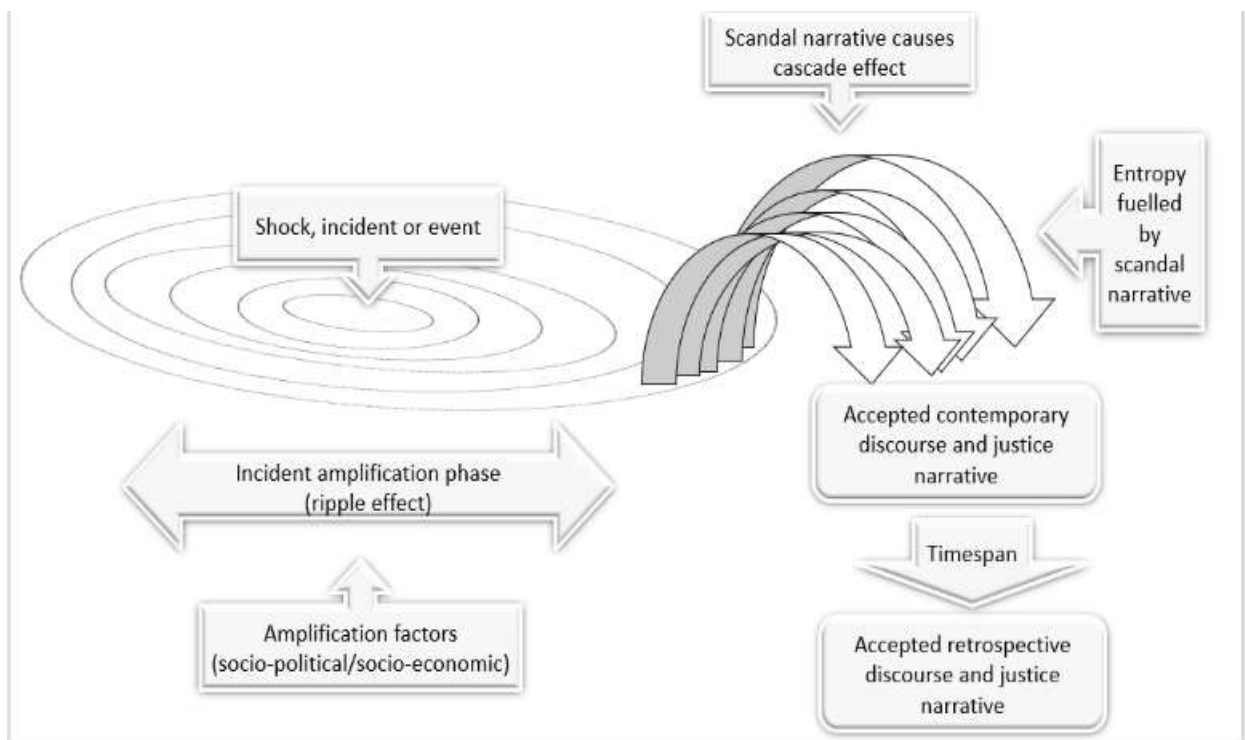 Scandal narrative causes
cascade effect
Shock, incident or event
Entropy
fuelled
by
scandal
narrative
Incident amplification phase
(ripple effect)
Amplification factors
(socio-political/socio-economic)
Accepted contemporary
discourse and justice
narrative
Timespan
Accepted retrospective
discourse and justice
narrative